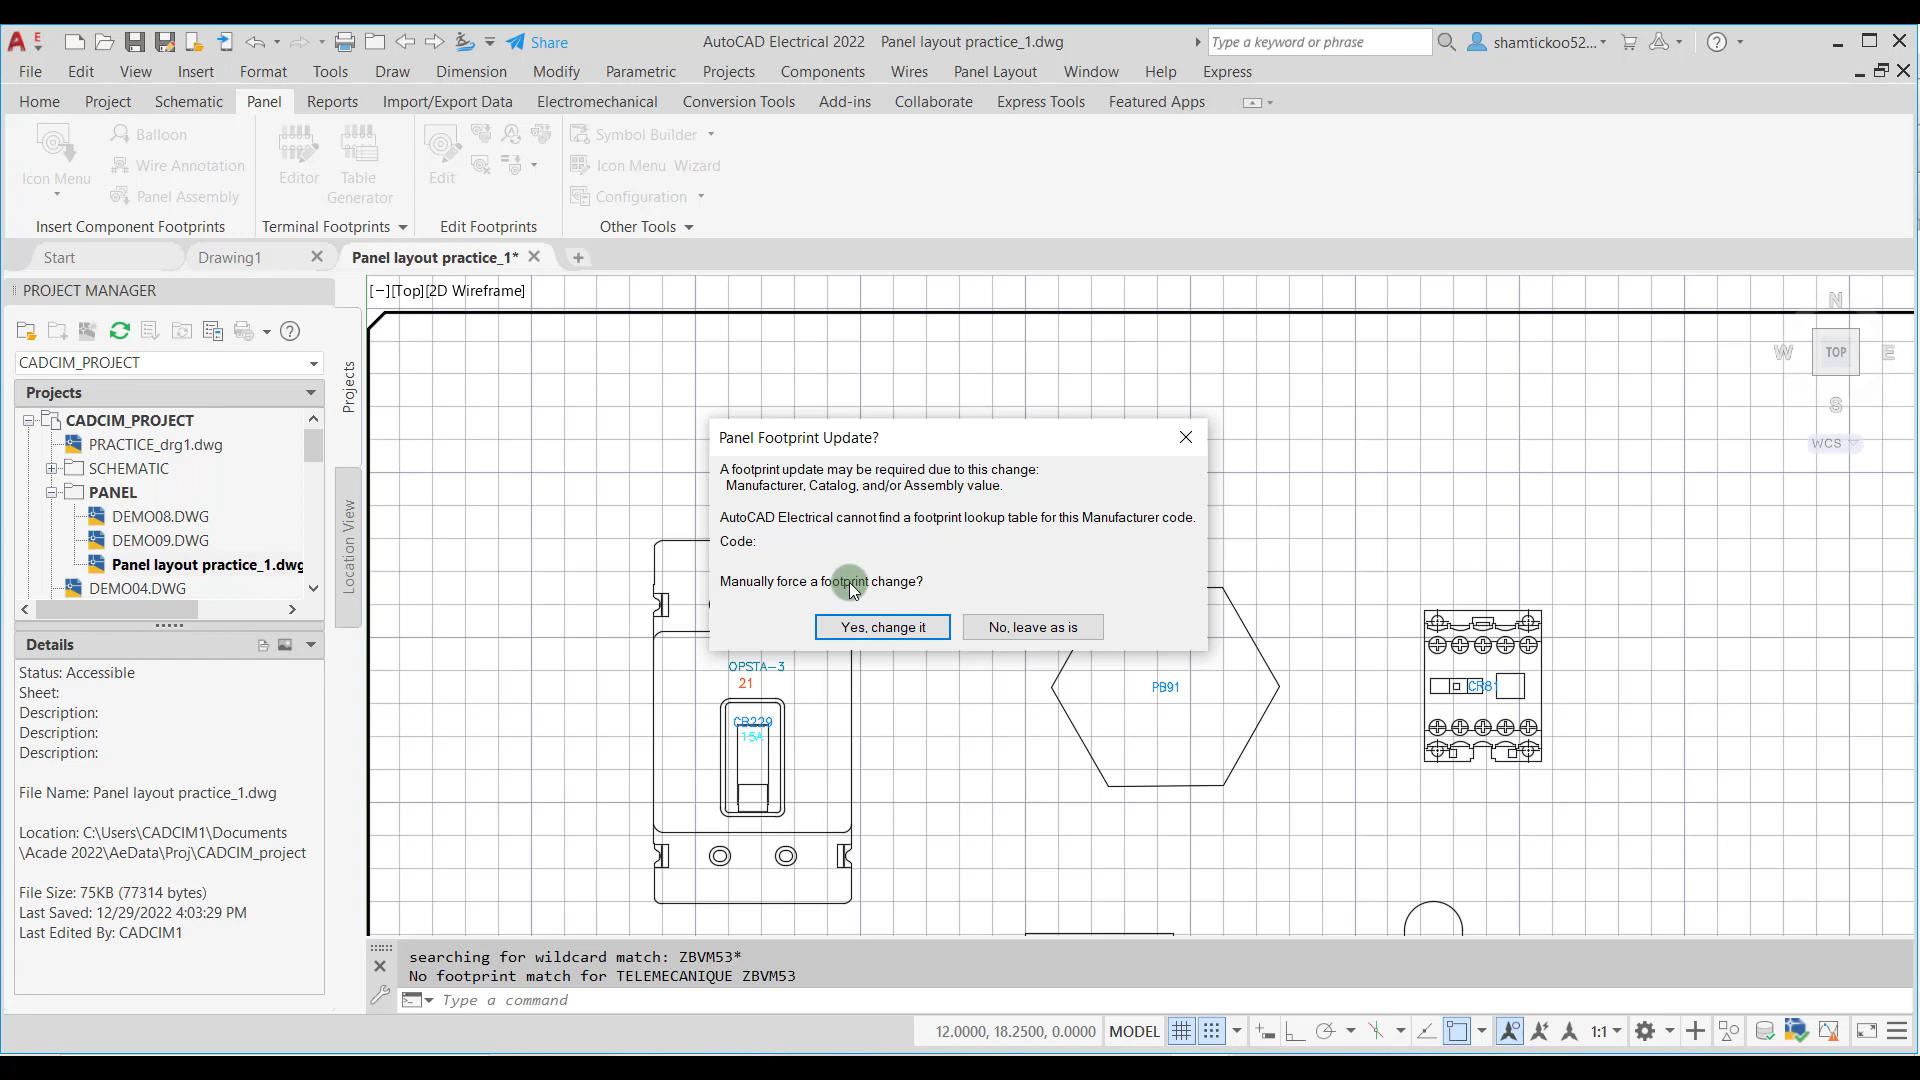 A E
Share
AutoCAD Electrical 2022 Panel layout practice_1.dwg
Type a keyword or phrase
shamtickoo52...
File Edit View Insert Format Tools Draw Dimension Modify Parametric Projects Components Wires Panel Layout Window Help Express
Home Project Schematic Panel Reports Import/Export Data Electromechanical Conversion Tools Add-ins Collaborate Express Tools Featured Apps
Icon Menu
Balloon
Wire Annotation
Panel Assembly
Insert Component Footprints
Editor
Table
Generator
Terminal Footprints
Edit
Edit Footprints
Symbol Builder
Icon Menu Wizard
Configuration
Other Tools
Start
Drawing1
Panel layout practice_1*
PROJECT MANAGER
CADCIM_PROJECT
Projects
CADCIM_PROJECT
PRACTICE_drg1.dwg
SCHEMATIC
PANEL
DEMO08.DWG
DEMO09.DWG
Panel layout practice_1.dwg
DEMO04.DWG
Projects
Location View
Details
Status: Accessible
Sheet:
Description:
Description:
Description:
File Name: Panel layout practice_1.dwg
Location: C:\Users\CADCIM1\Documents
\Acade 2022\AeData\Proj\CADCIM_project
File Size: 75KB (77314 bytes)
Last Saved: 12/29/2022 4:03:29 PM
Last Edited By: CADCIM1
[−][Top][2D Wireframe]
N
W
TOP
E
S
WCS
Panel Footprint Update?
A footprint update may be required due to this change:
Manufacturer, Catalog, and/or Assembly value.
AutoCAD Electrical cannot find a footprint lookup table for this Manufacturer code.
Code:
Manually force a footprint change?
Yes, change it
No, leave as is
OPSTA-3
21
CB229
15A
PB91
CR81
searching for wildcard match: ZBVM53*
No footprint match for TELEMECANIQUE ZBVM53
Type a command
12.0000, 18.2500, 0.0000 MODEL
1:1